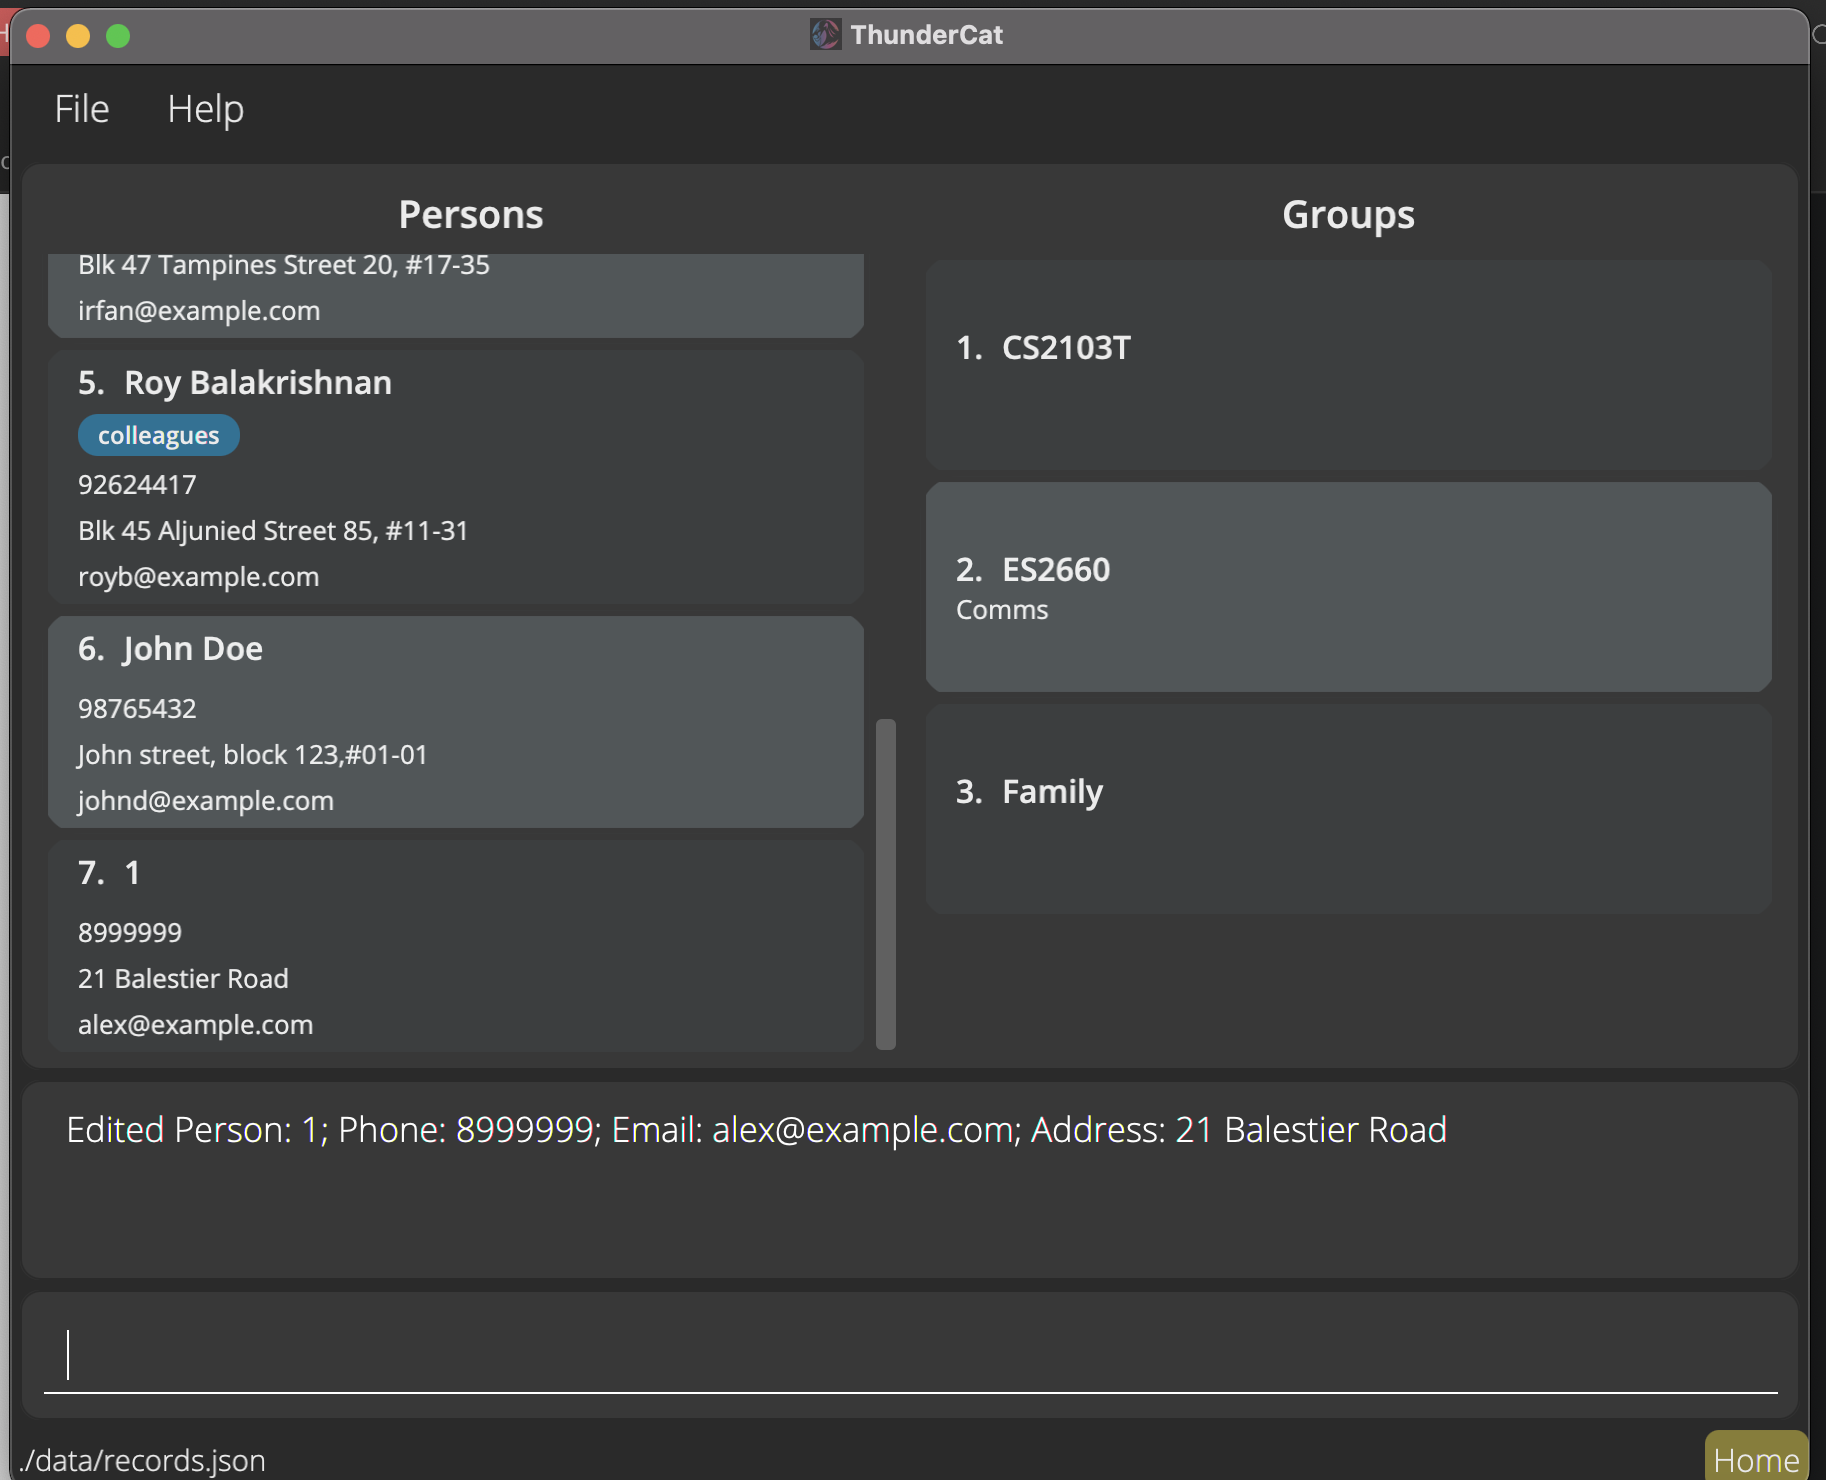 ThunderCat
File Help
Persons
Blk 47 Tampines Street 20, #17-35
irfan@example.com
5. Roy Balakrishnan
colleagues
92624417
Blk 45 Aljunied Street 85, #11-31
royb@example.com
6. John Doe
98765432
John street, block 123,#01-01
johnd@example.com
7. 1
8999999
21 Balestier Road
alex@example.com
Groups
1. CS2103T
2. ES2660
Comms
3. Family
Edited Person: 1; Phone: 8999999; Email: alex@example.com; Address: 21 Balestier Road
./data/records.json
Home